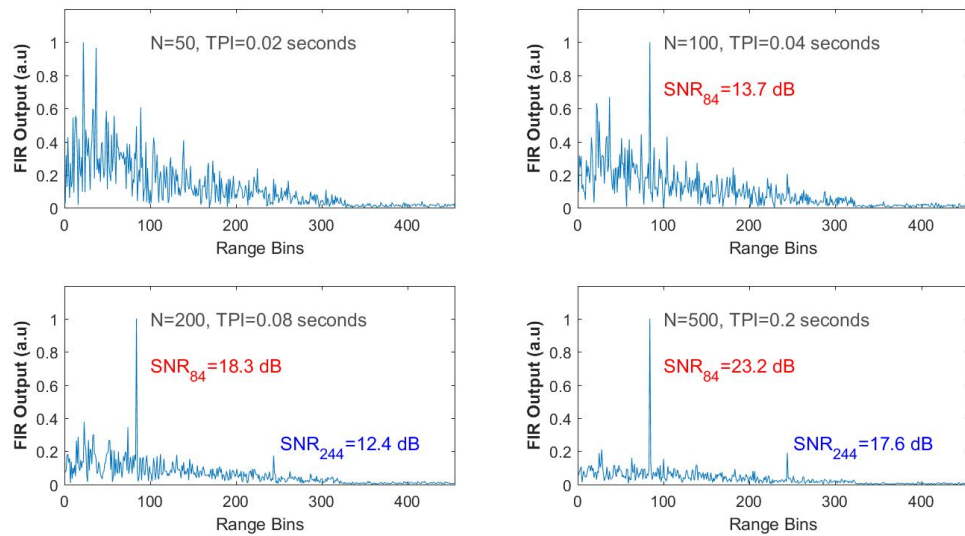 N=50, TPI=0.02 seconds
FIR Output (a.u)
1
0.8
0.6
0.4
0.2
0
0 100 200 300 400
Range Bins
N=100, TPI=0.04 seconds
SNR84=13.7 dB
FIR Output (a.u)
1
0.8
0.6
0.4
0.2
0
0 100 200 300 400
Range Bins
N=200, TPI=0.08 seconds
SNR84=18.3 dB
SNR244=12.4 dB
FIR Output (a.u)
1
0.8
0.6
0.4
0.2
0
0 100 200 300 400
Range Bins
N=500, TPI=0.2 seconds
SNR84=23.2 dB
SNR244=17.6 dB
FIR Output (a.u)
1
0.8
0.6
0.4
0.2
0
0 100 200 300 400
Range Bins